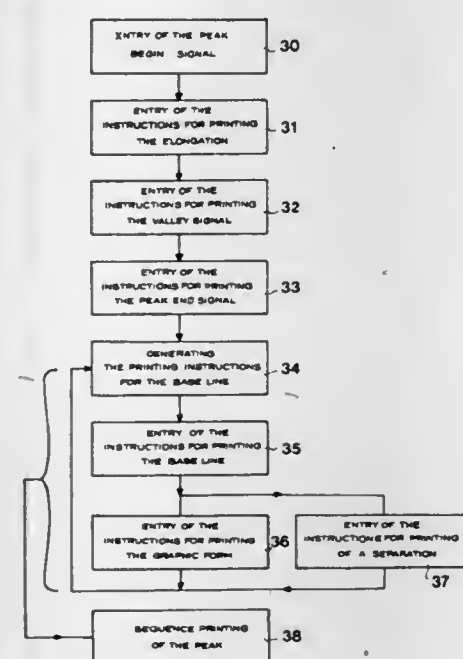 ENTRY OF THE PEAK
BEGIN SIGNAL
30
ENTRY OF THE
INSTRUCTIONS FOR PRINTING
THE ELONGATION
31
ENTRY OF THE
INSTRUCTIONS FOR PRINTING
THE VALLEY SIGNAL
32
ENTRY OF THE
INSTRUCTIONS FOR PRINTING
THE PEAK END SIGNAL
33
GENERATING
THE PRINTING INSTRUCTIONS
FOR THE BASE LINE
34
ENTRY OF THE
INSTRUCTIONS FOR PRINTING
THE BASE LINE
35
ENTRY OF THE
INSTRUCTIONS FOR PRINTING
THE GRAPHIC FORM
36
ENTRY OF THE
INSTRUCTIONS FOR PRINTING
OF A SEPARATION
37
SEQUENCE PRINTING
OF THE PEAK
38